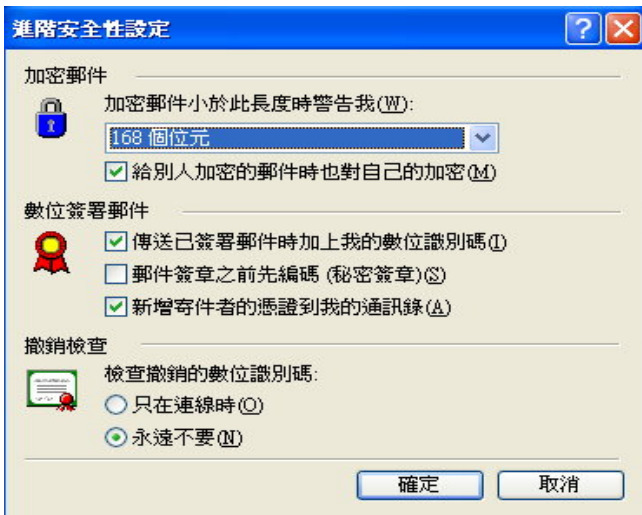 進階安全性設定
加密郵件
加密郵件小於此長度時警告我(W):
168 個位元
給別人加密的郵件時也對自己的加密(M)
數位簽署郵件
傳送已簽署郵件時加上我的數位識別碼(I)
郵件簽章之前先編碼 (秘密簽章)(S)
新增寄件者的憑證到我的通訊錄(A)
撤銷檢查
檢查撤銷的數位識別碼:
只在連線時(O)
永遠不要(N)
確定
取消